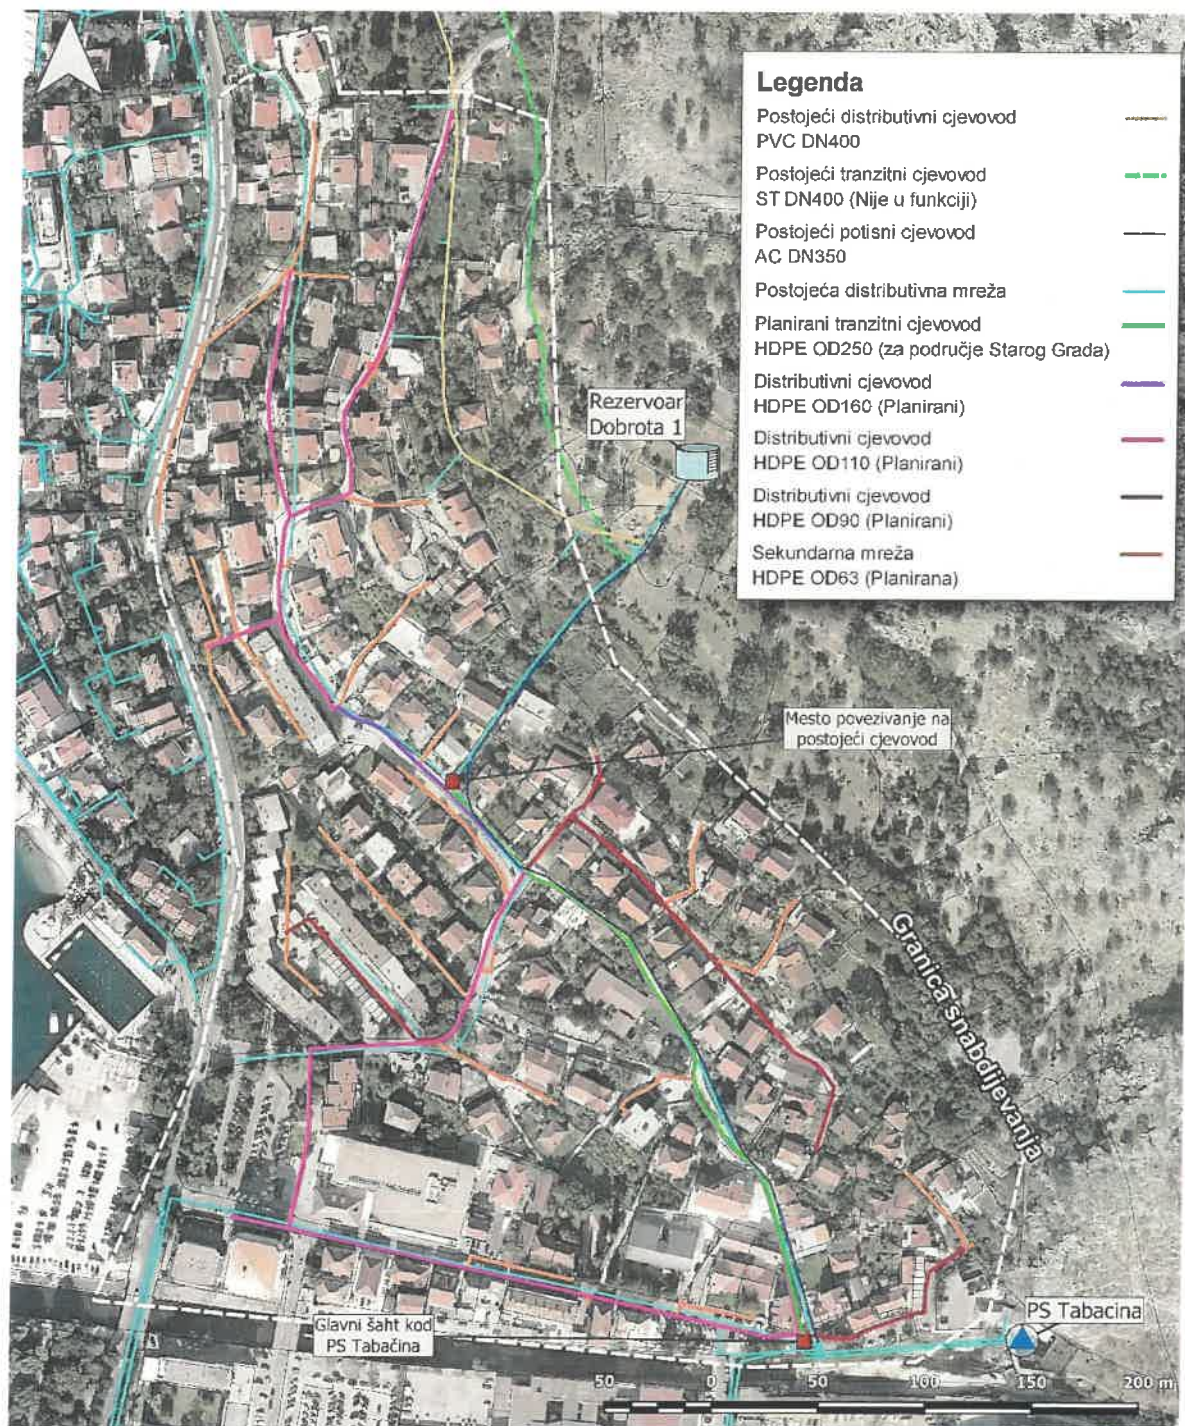 Legenda
Postojeći distributivni cjevovod
PVC DN400
Postojeći tranzitni cjevovod
ST DN400 (Nije u funkciji)
Postojeći potisni cjevovod
AC DN350
Postojeća distributivna mreža
Planirani tranzitni cjevovod
HDPE OD250 (za područje Starog Grada)
Distributivni cjevovod
HDPE OD160 (Planirani)
Distributivni cjevovod
HDPE OD110 (Planirani)
Distributivni cjevovod
HDPE OD90 (Planirani)
Sekundarna mreža
HDPE OD63 (Planirana)
Rezervoar
Dobrota 1
Mesto povezivanje na
postojeći cjevovod
Granica snabdijevanja
PS Tabacina
Glavni šaht kod
PS Tabačina
50 0 50 100 150 200 m